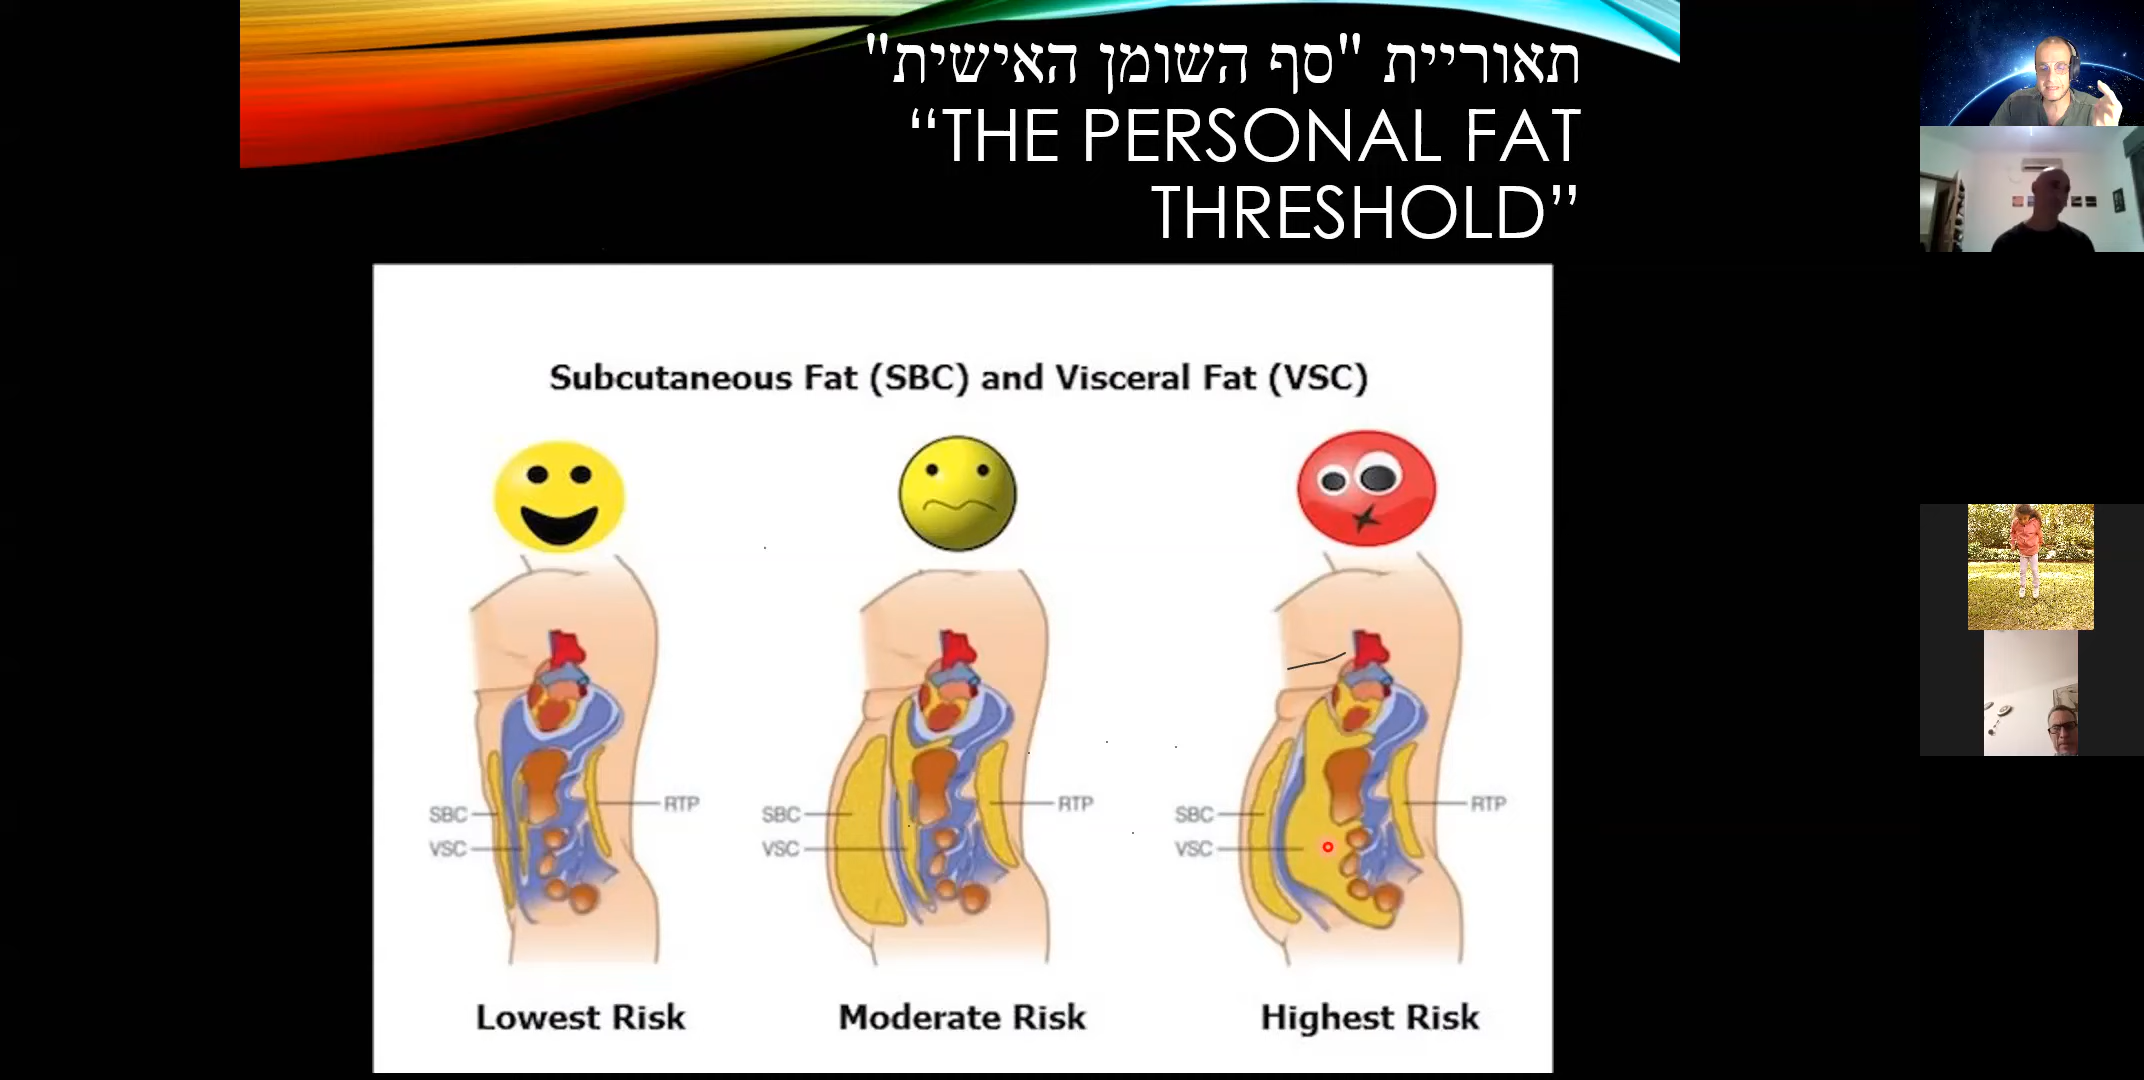 תאוריית "סף השומן האישית"
“THE PERSONAL FAT
THRESHOLD”
Subcutaneous Fat (SBC) and Visceral Fat (VSC)
SBC
VSC
RTP
SBC
VSC
RTP
SBC
VSC
RTP
Lowest Risk
Moderate Risk
Highest Risk